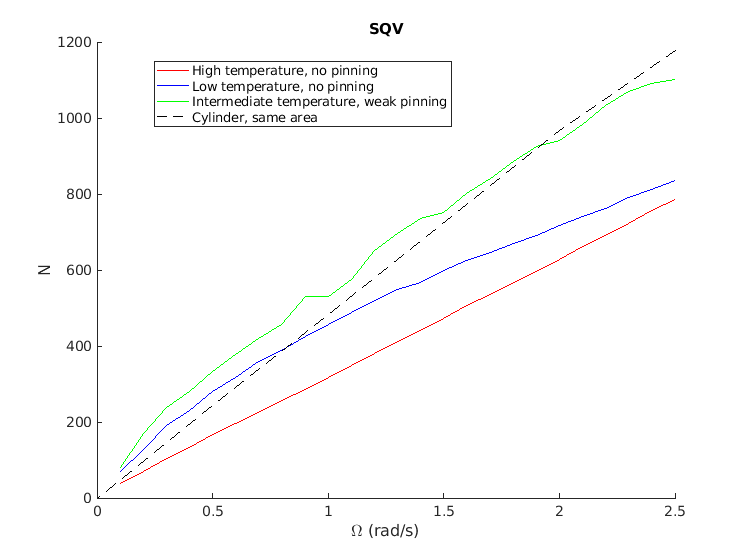 SQV
1200
1000
800
600
400
200
0
N
High temperature, no pinning
Low temperature, no pinning
Intermediate temperature, weak pinning
Cylinder, same area
0
0.5
1
1.5
2
2.5
Ω (rad/s)